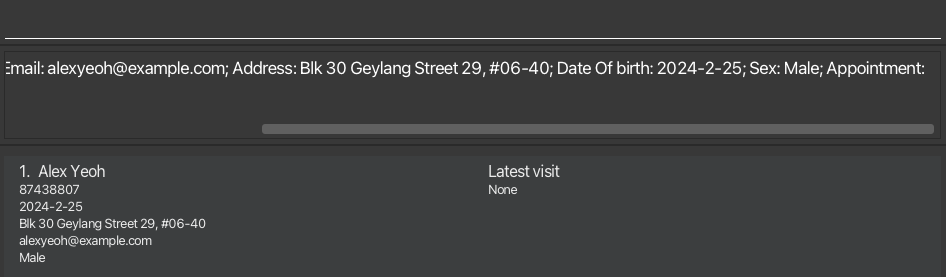 Email: alexyeoh@example.com; Address: Blk 30 Geylang Street 29, #06-40; Date Of birth: 2024-2-25; Sex: Male; Appointment:
1. Alex Yeoh
87438807
2024-2-25
Blk 30 Geylang Street 29, #06-40
alexyeoh@example.com
Male
Latest visit
None